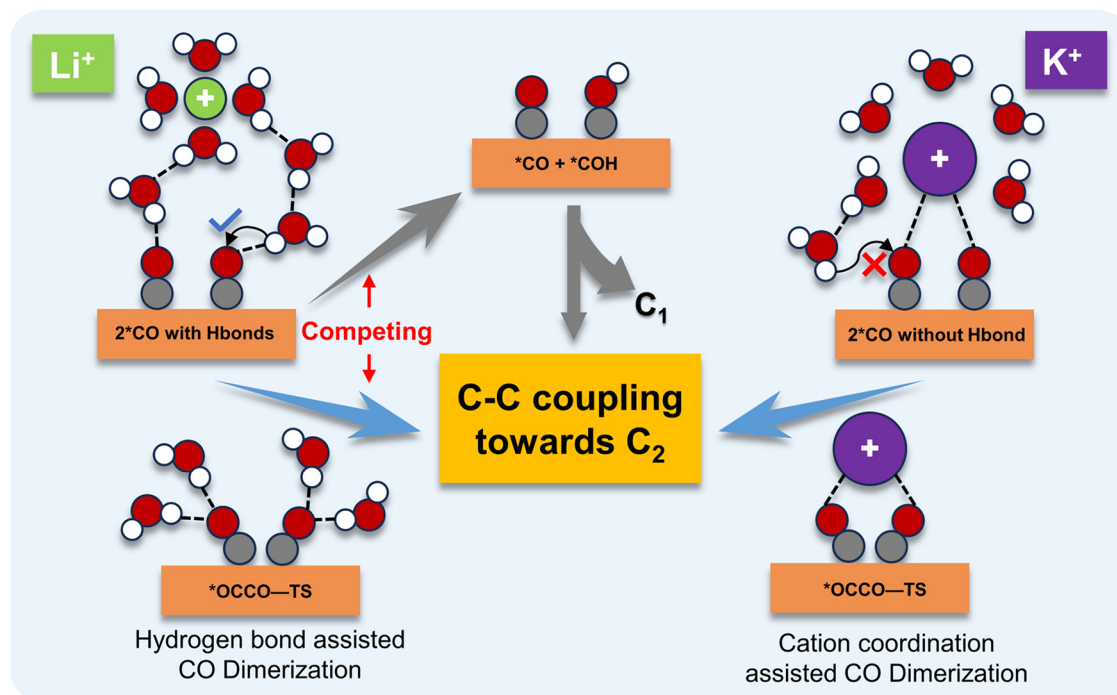 Li⁺
K⁺
+
+
*CO + *COH
2*CO with Hbonds
Competing
C₁
2*CO without Hbond
C-C coupling
towards C₂
+
*OCCO—TS
*OCCO—TS
Hydrogen bond assisted
CO Dimerization
Cation coordination
assisted CO Dimerization